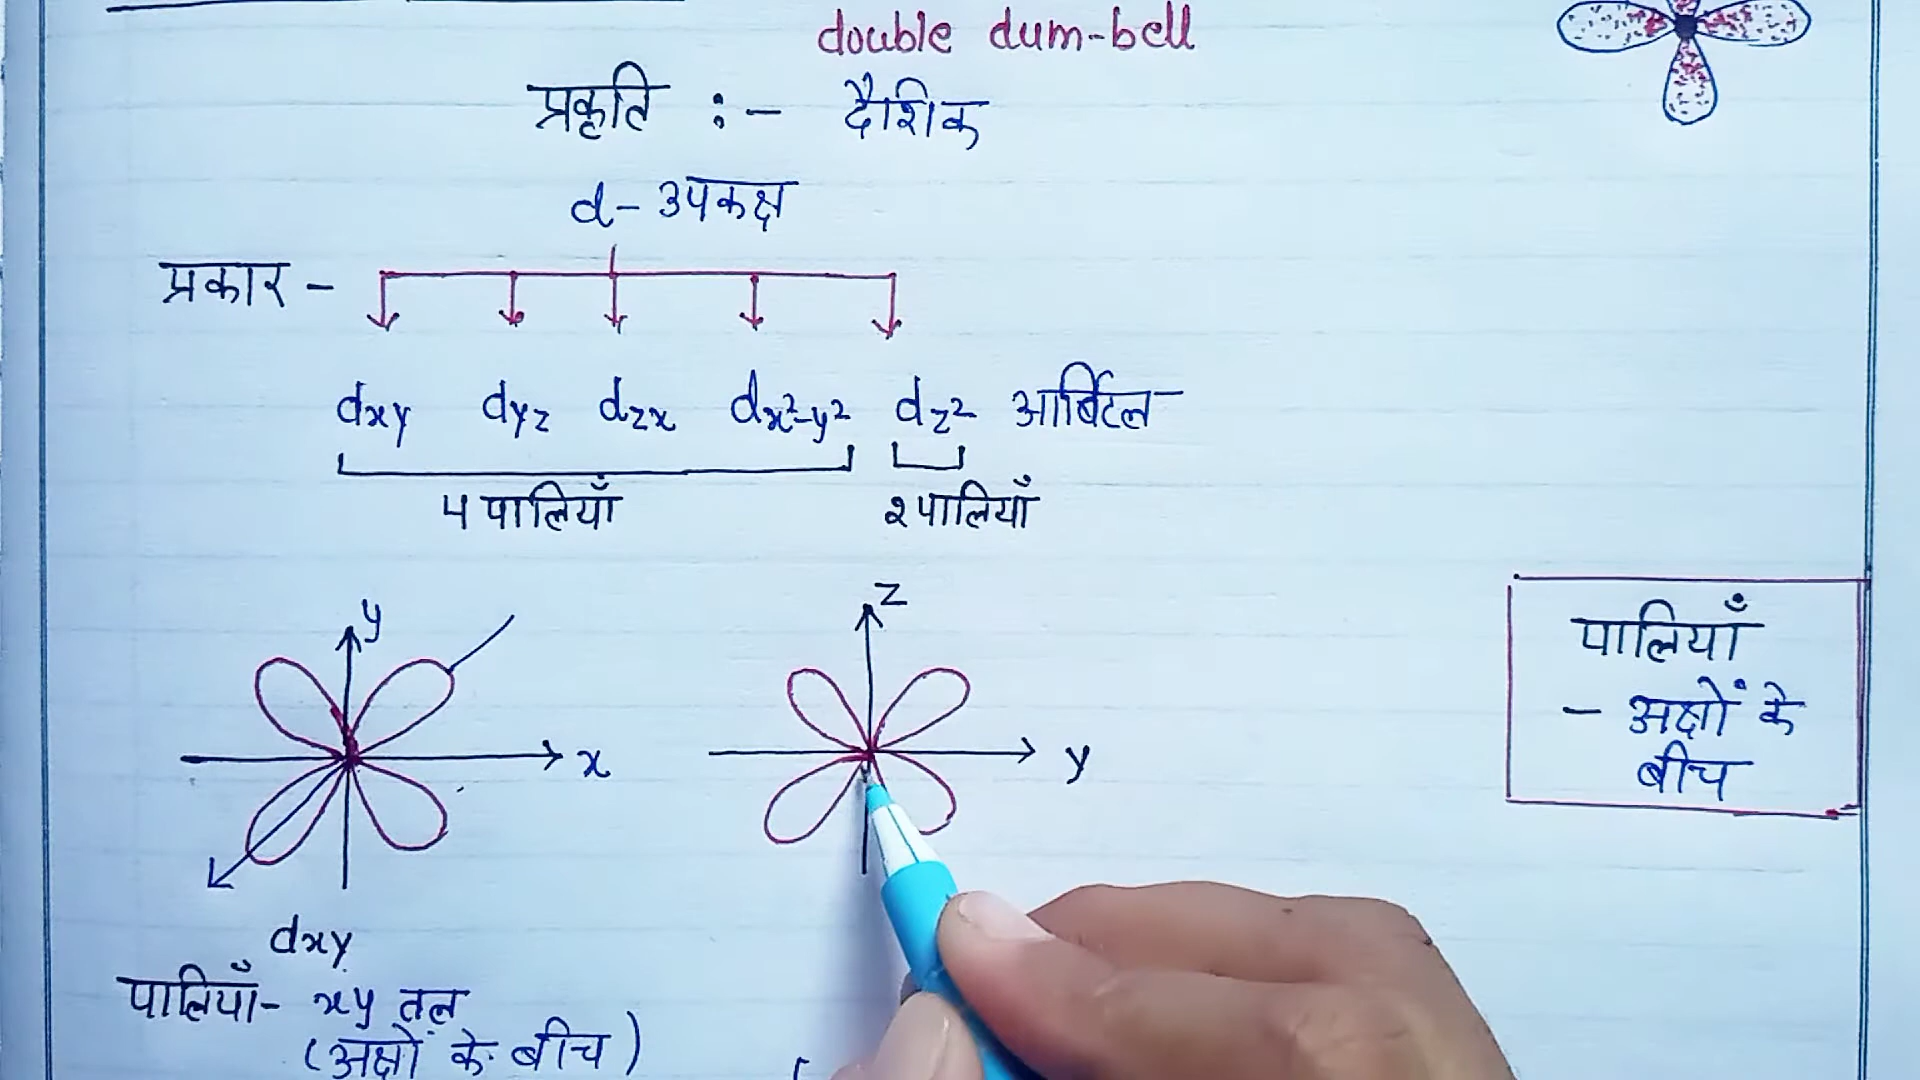 double dum-bell
प्रकृति :- दैशिक
d- उपकक्ष
प्रकार -
dxy dyz dzx dx²-y² dz² आर्बिटल
4 पालियाँ २ पालियाँ
y
x
z
y
पालियाँ
- अक्षों के
बीच
dxy
पालियाँ- xy तल
(अक्षों के बीच)